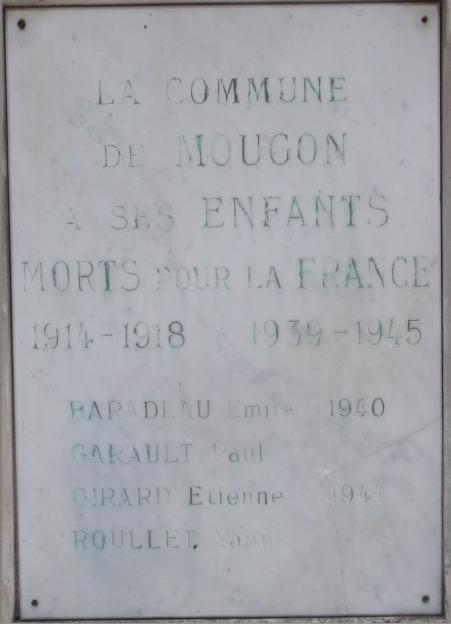 LA COMMUNE
DE MOUGON
A SES ENFANTS
MORTS POUR LA FRANCE
1914-1918 1939-1945
BARADEAU Emile 1940
GARAULT Paul
GIRARD Etienne
ROULLET Yann